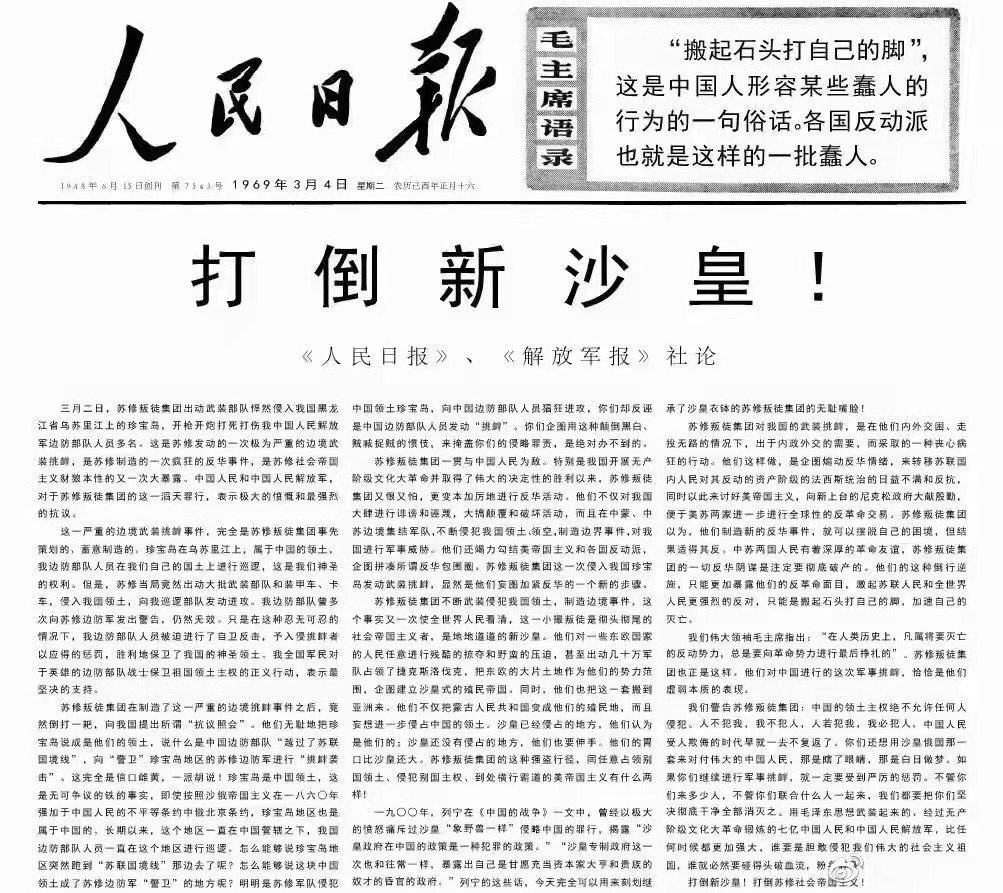 人民日报
1948年6月15日创刊 第7543号 1969年3月4日 星期二 农历己酉年正月十六
毛主席语录
“搬起石头打自己的脚”,
这是中国人形容某些蠢人的
行为的一句俗话。各国反动派
也就是这样的一批蠢人。
打倒新沙皇！
《人民日报》、《解放军报》社论
三月二日，苏修叛徒集团出动武装部队悍然侵入我国黑龙
江省乌苏里江上的珍宝岛，开枪开炮打死打伤我中国人民解放
军边防部队人员多名。这是苏修发动的一次极为严重的边境武
装挑衅，是苏修制造的一次疯狂的反华事件，是苏修社会帝国
主义豺狼本性的又一次大暴露。中国人民和中国人民解放军，
对于苏修叛徒集团的这一滔天罪行，表示极大的愤慨和最强烈
的抗议。
这一严重的边境武装挑衅事件，完全是苏修叛徒集团事先
策划的、蓄意制造的。珍宝岛在乌苏里江上，属于中国的领土，
我边防部队人员在我们自己的国土上进行巡逻，这是我们神圣
的权利。但是，苏修当局竟然出动大批武装部队和装甲车、卡
车，侵入我国领土，向我巡逻部队发动进攻。我边防部队曾多
次向苏修边防军发出警告，仍然无效。只是在这种忍无可忍的
情况下，我边防部队人员被迫进行了自卫反击，予入侵挑衅者
以应得的惩罚，胜利地保卫了我国的神圣领土。我全国军民对
于英雄的边防部队战士保卫祖国领土主权的正义行动，表示最
坚决的支持。
苏修叛徒集团在制造了这一严重的边境挑衅事件之后，竟
然倒打一耙，向我国提出所谓“抗议照会”。他们无耻地把珍
宝岛说成是他们的领土，说什么是中国边防部队“越过了苏联
国境线”，向“警卫”珍宝岛地区的苏修边防军进行“挑衅袭
击”。这完全是信口雌黄，一派胡说！珍宝岛是中国领土，这
是无可争议的铁的事实，即使按照沙俄帝国主义在一八六〇年
强加于中国人民的不平等条约中俄北京条约，珍宝岛地区也是
属于中国的。长期以来，这个地区一直在中国管辖之下，我国
边防部队人员一直在这个地区进行巡逻。怎么能够说珍宝岛地
区突然跑到“苏联国境线”那边去了呢？怎么能够说这块中国
领土成了苏修边防军“警卫”的地方呢？明明是苏修军队侵犯
中国领土珍宝岛，向中国边防部队人员猖狂进攻，你们却反诬
是中国边防部队人员发动“挑衅”。你们企图用这种颠倒黑白、
贼喊捉贼的惯伎，来掩盖你们的侵略罪责，是绝对办不到的。
苏修叛徒集团一贯与中国人民为敌。特别是我国开展无产
阶级文化大革命并取得了伟大的决定性的胜利以来，苏修叛徒
集团又恨又怕，更变本加厉地进行反华活动。他们不仅对我国
大肆进行诽谤和诬蔑，大搞颠覆和破坏活动，而且在中蒙、中
苏边境集结军队，不断侵犯我国领土、领空，制造边界事件，对我
国进行军事威胁。他们还竭力勾结美帝国主义和各国反动派，
企图拼凑所谓反华包围圈。苏修叛徒集团这一次侵入我国珍宝
岛发动武装挑衅，显然是他们妄图加紧反华的一个新的步骤。
苏修叛徒集团不断武装侵犯我国领土，制造边境事件，这
个事实又一次使全世界人民看清，这一小撮叛徒是彻头彻尾的
社会帝国主义者，是地地道道的新沙皇。他们对一些东欧国家
的人民任意进行残酷的掠夺和野蛮的压迫，甚至出动几十万军
队占领了捷克斯洛伐克，把东欧的大片土地作为他们的势力范
围，企图建立沙皇式的殖民帝国。同时，他们也把这一套搬到
亚洲来。他们不仅把蒙古人民共和国变成他们的殖民地，而且
妄想进一步侵占中国的领土。沙皇已经侵占的地方，他们认为
是他们的；沙皇还没有侵占的地方，他们也要伸手。他们的胃
口比沙皇还大。苏修叛徒集团的这种强盗行径，同任意占领别
国领土、侵犯别国主权、到处横行霸道的美帝国主义有什么两
样！
一九〇〇年，列宁在《中国的战争》一文中，曾经以极大
的愤怒痛斥过沙皇“象野兽一样”侵略中国的罪行，揭露“沙
皇政府在中国的政策是一种犯罪的政策。”“沙皇专制政府这一
次也和往常一样，暴露出自己是甘愿充当资本家大亨和贵族的
奴才的昏官的政府。”列宁的这些话，今天完全可以用来刻划继
承了沙皇衣钵的苏修叛徒集团的无耻嘴脸！
苏修叛徒集团对我国的武装挑衅，是在他们内外交困、走
投无路的情况下，出于内政外交的需要，而采取的一种丧心病
狂的行动。他们这样做，是企图煽动反华情绪，来转移苏联国
内人民对其反动的资产阶级的法西斯统治的日益不满和反抗，
同时以此来讨好美帝国主义，向新上台的尼克松政府大献殷勤，
便于美苏两家进一步进行全球性的反革命交易。苏修叛徒集团
以为，他们制造新的反华事件，就可以摆脱自己的困境，但结
果适得其反。中苏两国人民有着深厚的革命友谊，苏修叛徒集
团的一切反华阴谋是注定要彻底破产的。他们的这种倒行逆
施，只能更加暴露他们的反革命面目，激起苏联人民和全世界
人民更强烈的反对，只能是搬起石头打自己的脚，加速自己的
灭亡。
我们伟大领袖毛主席指出：“在人类历史上，凡属将要灭亡
的反动势力，总是要向革命势力进行最后挣扎的”。苏修叛徒集
团也正是这样。他们对中国进行的这次军事挑衅，恰恰是他们
虚弱本质的表现。
我们警告苏修叛徒集团：中国的领土主权绝不允许任何人
侵犯。人不犯我，我不犯人，人若犯我，我必犯人。中国人民
受人欺侮的时代早就一去不复返了。你们还想用沙皇俄国那一
套来对付伟大的中国人民，那是瞎了眼睛，那是白日做梦。如
果你们继续进行军事挑衅，就一定要受到严厉的惩罚。不管你
们来多少人，不管你们联合什么人一起来，我们都要把你们坚
决彻底干净全部消灭之。用毛泽东思想武装起来的、经过无产
阶级文化大革命锻炼的七亿中国人民和中国人民解放军，比任
何时候都更加强大，谁要是胆敢侵犯我们伟大的社会主义祖
国，谁就必然要碰得头破血流，粉
打倒新沙皇！打倒苏修社会帝国主义！